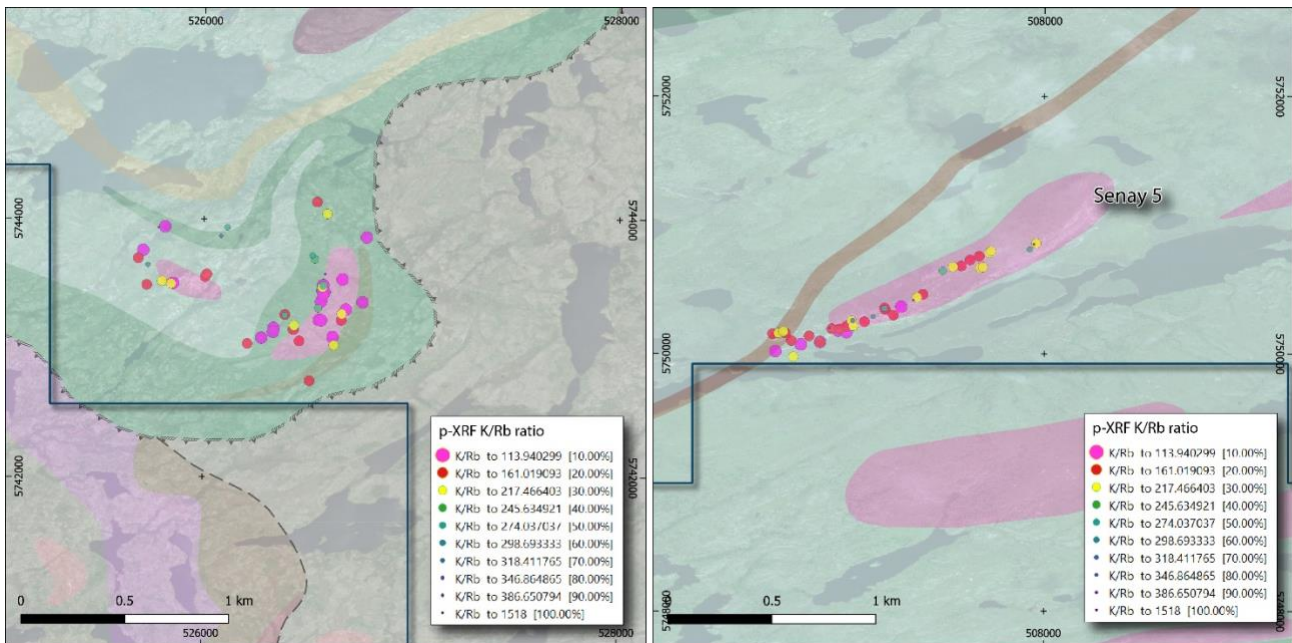 526000
528000
5744000
5744000
5742000
5742000
p-XRF K/Rb ratio
K/Rb to 113.940299 [10.00%]
K/Rb to 161.019093 [20.00%]
K/Rb to 217.466403 [30.00%]
K/Rb to 245.634921 [40.00%]
K/Rb to 274.037037 [50.00%]
K/Rb to 298.693333 [60.00%]
K/Rb to 318.411765 [70.00%]
K/Rb to 346.864865 [80.00%]
K/Rb to 386.650794 [90.00%]
K/Rb to 1518 [100.00%]
0 0.5 1 km
526000
528000
508000
5752000
5752000
Senay 5
5750000
5750000
p-XRF K/Rb ratio
K/Rb to 113.940299 [10.00%]
K/Rb to 161.019093 [20.00%]
K/Rb to 217.466403 [30.00%]
K/Rb to 245.634921 [40.00%]
K/Rb to 274.037037 [50.00%]
K/Rb to 298.693333 [60.00%]
K/Rb to 318.411765 [70.00%]
K/Rb to 346.864865 [80.00%]
K/Rb to 386.650794 [90.00%]
K/Rb to 1518 [100.00%]
0 0.5 1 km
5748000
5748000
508000